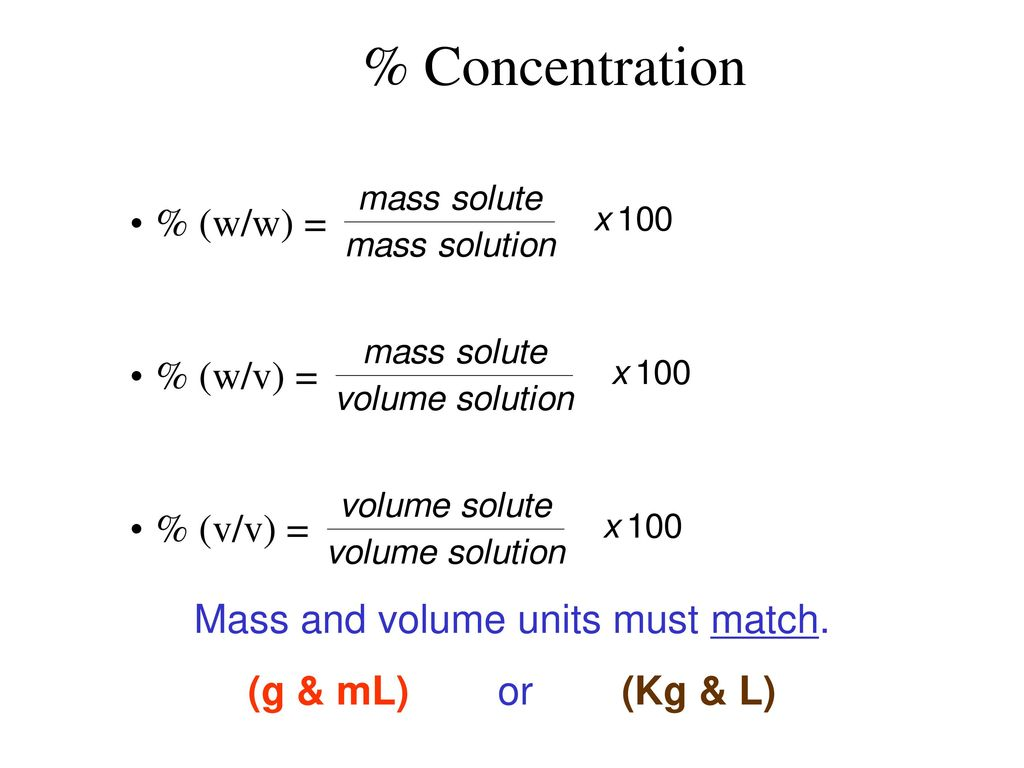 % Concentration
• % (w/w) = mass solute
mass solution x 100
• % (w/v) = mass solute
volume solution x 100
• % (v/v) = volume solute
volume solution x 100
Mass and volume units must match.
(g & mL) or (Kg & L)